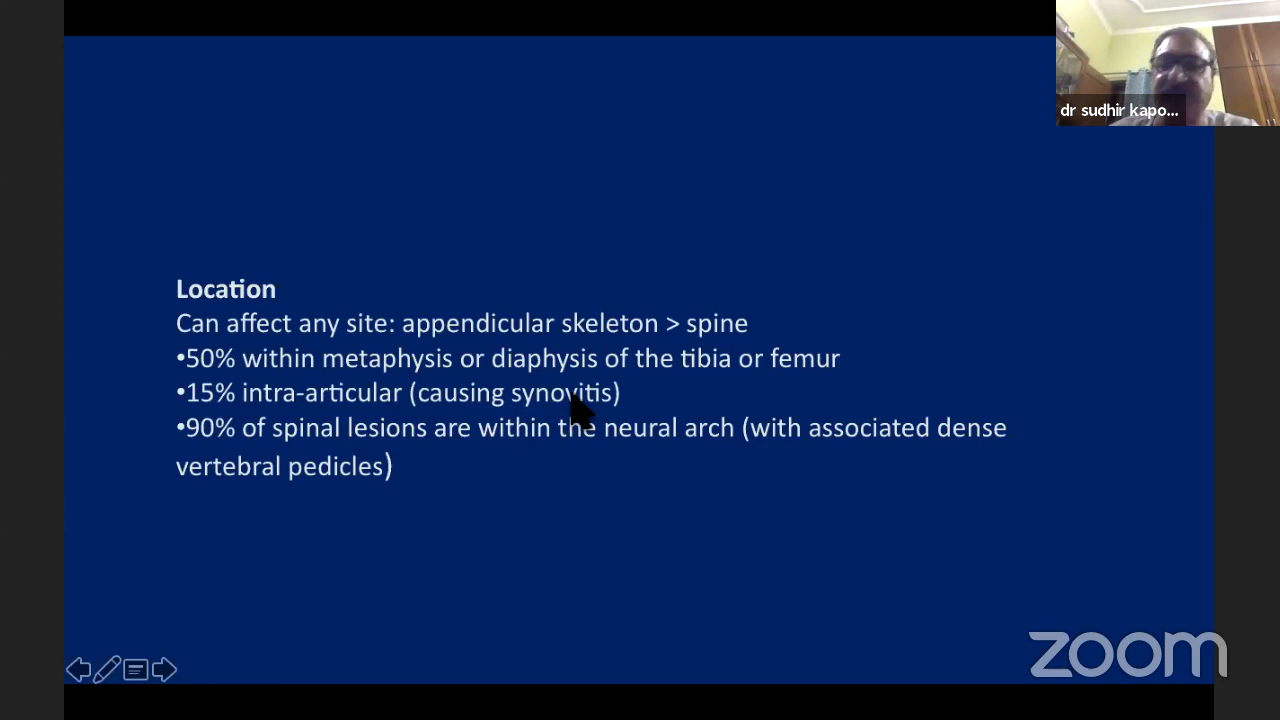 dr sudhir kapo...
Location
Can affect any site: appendicular skeleton > spine
•50% within metaphysis or diaphysis of the tibia or femur
•15% intra-articular (causing synovitis)
•90% of spinal lesions are within the neural arch (with associated dense
vertebral pedicles)
zoom